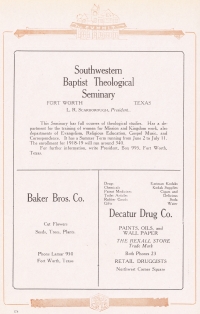 Southwestern
Baptist Theological
Seminary
FORT WORTH TEXAS
L. R. Scarborough, President.
This Seminary has full courses of theological studies. Has a de-
partment for the training of women for Mission and Kingdom work, also
departments of Evangelism, Religious Education, Gospel Music, and
Correspondence. It has a Summer Term running from June 2 to July 31.
The enrollment for 1918-19 will run around 340.
For further information, write President, Box 995, Fort Worth,
Texas.
Baker Bros. Co.
Cut Flowers
Seeds, Trees, Plants
Phone Lamar 950
Fort Worth, Texas
Drugs
Chemicals
Patent Medicines
Toilet Articles
Rubber Goods
Eastman Kodaks
Kodak Supplies
Cigars and
Tobaccos
Soda
Water
Decatur Drug Co.
PAINTS, OILS, and
WALL PAPER
THE REXALL STORE
Trade Mark
Both Phones 23
RETAIL DRUGGISTS
Northwest Corner Square